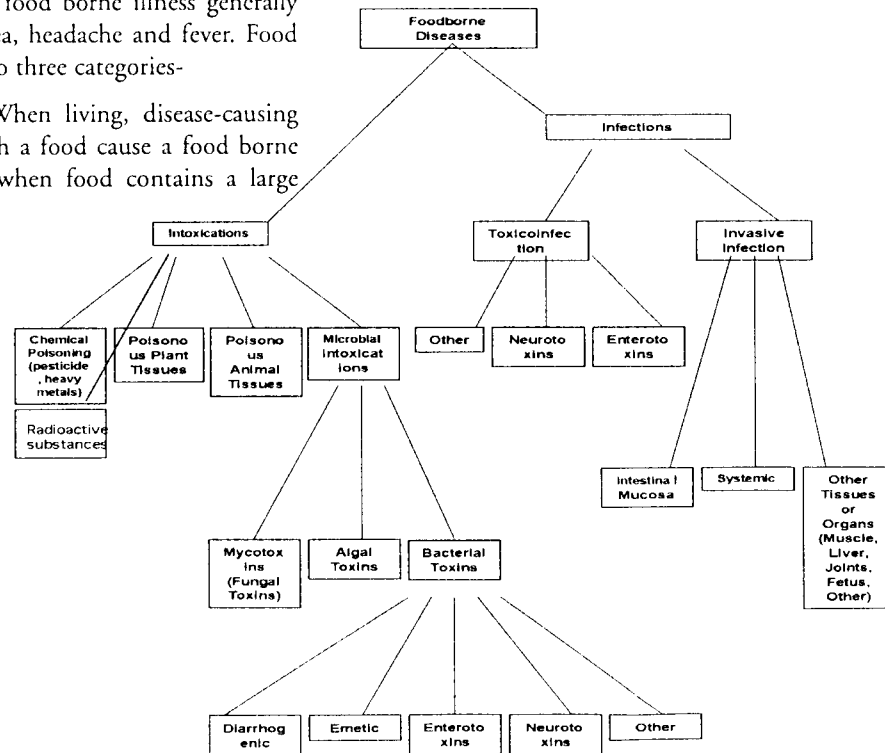 food borne illness generally
ea, headache and fever. Food
o three categories-
When living, disease-causing
h a food cause a food borne
when food contains a large
Foodborne
Diseases
Infections
Intoxications
Toxicoinfec
tion
Invasive
Infection
Chemical
Poisoning
(pesticide
, heavy
metals)
Poisono
us Plant
Tissues
Poisono
us
Animal
Tissues
Microbial
Intoxicat
ions
Other
Neuroto
xins
Enteroto
xins
Radioactive
substances
Intestinal
Mucosa
Systemic
Other
Tissues
or
Organs
(Muscle,
Liver,
Joints,
Fetus,
Other)
Mycotox
ins
(Fungal
Toxins)
Algal
Toxins
Bacterial
Toxins
Diarrhog
enic
Emetic
Enteroto
xins
Neuroto
xins
Other